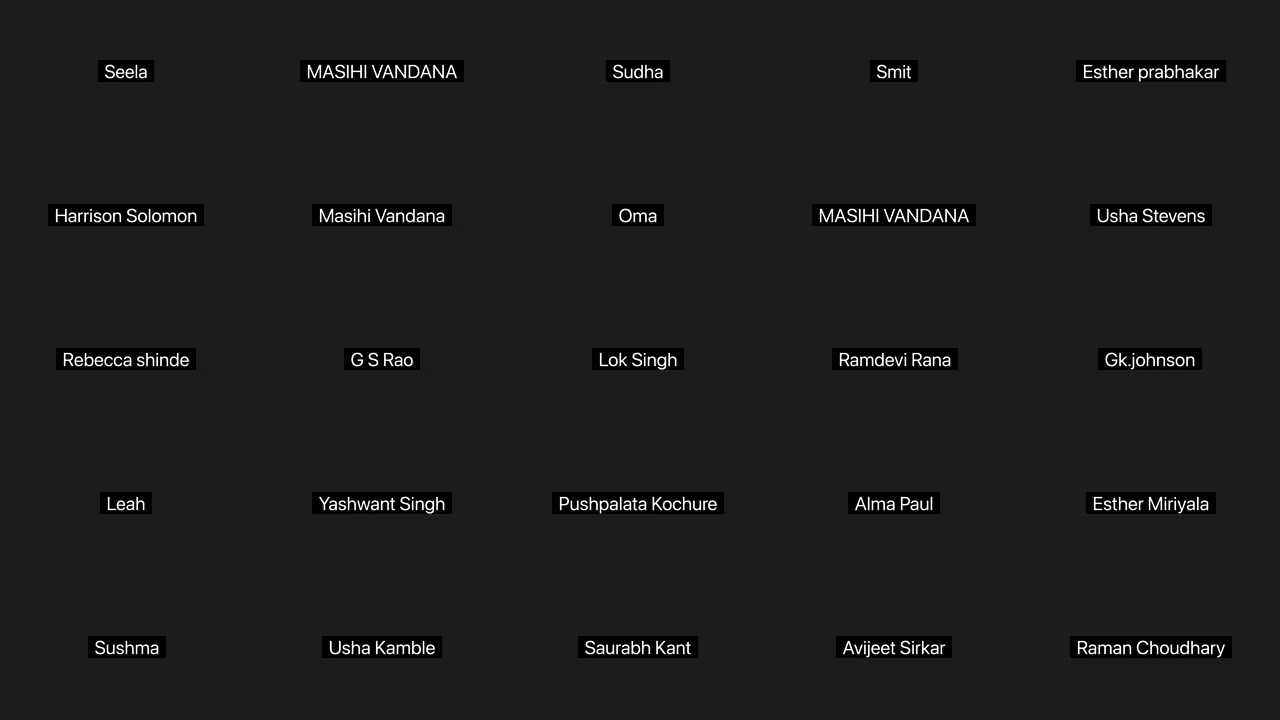 Seela
MASIHI VANDANA
Sudha
Smit
Esther prabhakar
Harrison Solomon
Masihi Vandana
Oma
MASIHI VANDANA
Usha Stevens
Rebecca shinde
G S Rao
Lok Singh
Ramdevi Rana
Gk.johnson
Leah
Yashwant Singh
Pushpalata Kochure
Alma Paul
Esther Miriyala
Sushma
Usha Kamble
Saurabh Kant
Avijeet Sirkar
Raman Choudhary